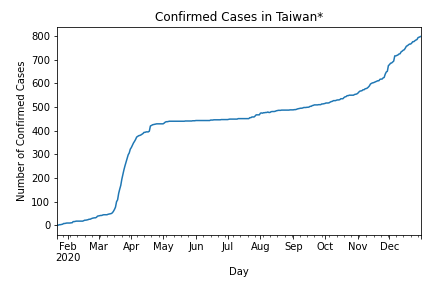 Confirmed Cases in Taiwan*
Number of Confirmed Cases
800
700
600
500
400
300
200
100
0
Feb Mar Apr May Jun Jul Aug Sep Oct Nov Dec
2020
Day